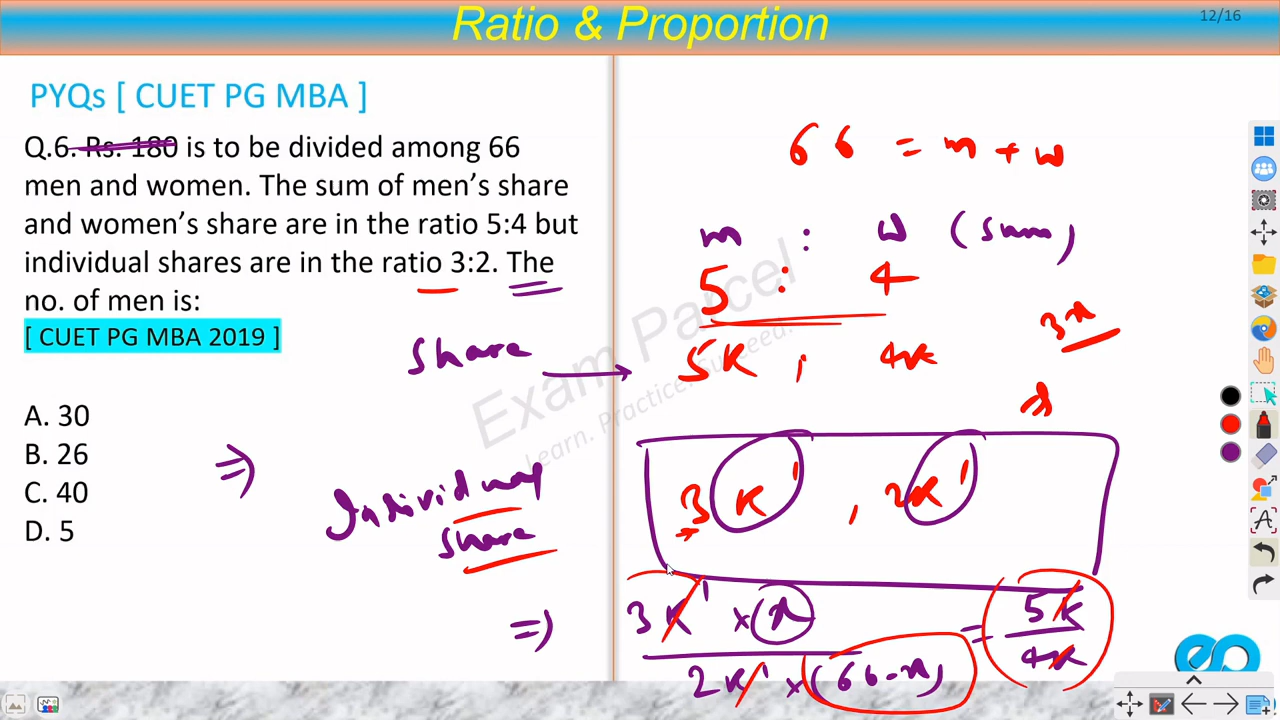 12/16
Ratio & Proportion
PYQs [ CUET PG MBA ]
Q.6. Rs. 180 is to be divided among 66
men and women. The sum of men's share
and women's share are in the ratio 5:4 but
individual shares are in the ratio 3:2. The
no. of men is:
[ CUET PG MBA 2019 ]
A. 30
B. 26
C. 40
D. 5
Share
Individual
Share
⇒
⇒
66 = m + w
m : w (sum)
5 : 4
5K , 4K
3x
3K' , 2K'
3K' × (x) = 5K
2K' × (66-x) 4K
Exam Parcel
Learn. Practice. Succeed.